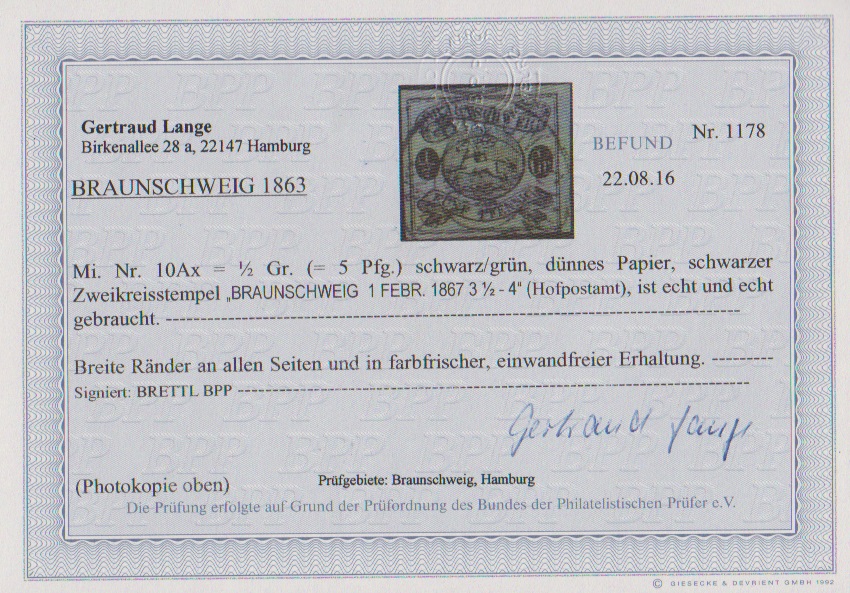 Gertraud Lange
Birkenallee 28 a, 22147 Hamburg
BEFUND
Nr. 1178
BRAUNSCHWEIG 1863
22.08.16
Mi. Nr. 10Ax = ½ Gr. (= 5 Pfg.) schwarz/grün, dünnes Papier, schwarzer
Zweikreisstempel „BRAUNSCHWEIG 1 FEBR. 1867 3 ½ - 4" (Hofpostamt), ist echt und echt
gebraucht. ----------------------------------------------------------------------------------
Breite Ränder an allen Seiten und in farbfrischer, einwandfreier Erhaltung. ---------
Signiert: BRETTL BPP -------------------------------------------------------------------------
Gertraud Lange
(Photokopie oben)
Prüfgebiete: Braunschweig, Hamburg
Die Prüfung erfolgte auf Grund der Prüfordnung des Bundes der Philatelistischen Prüfer e.V.
© GIESECKE & DEVRIENT GMBH 1992